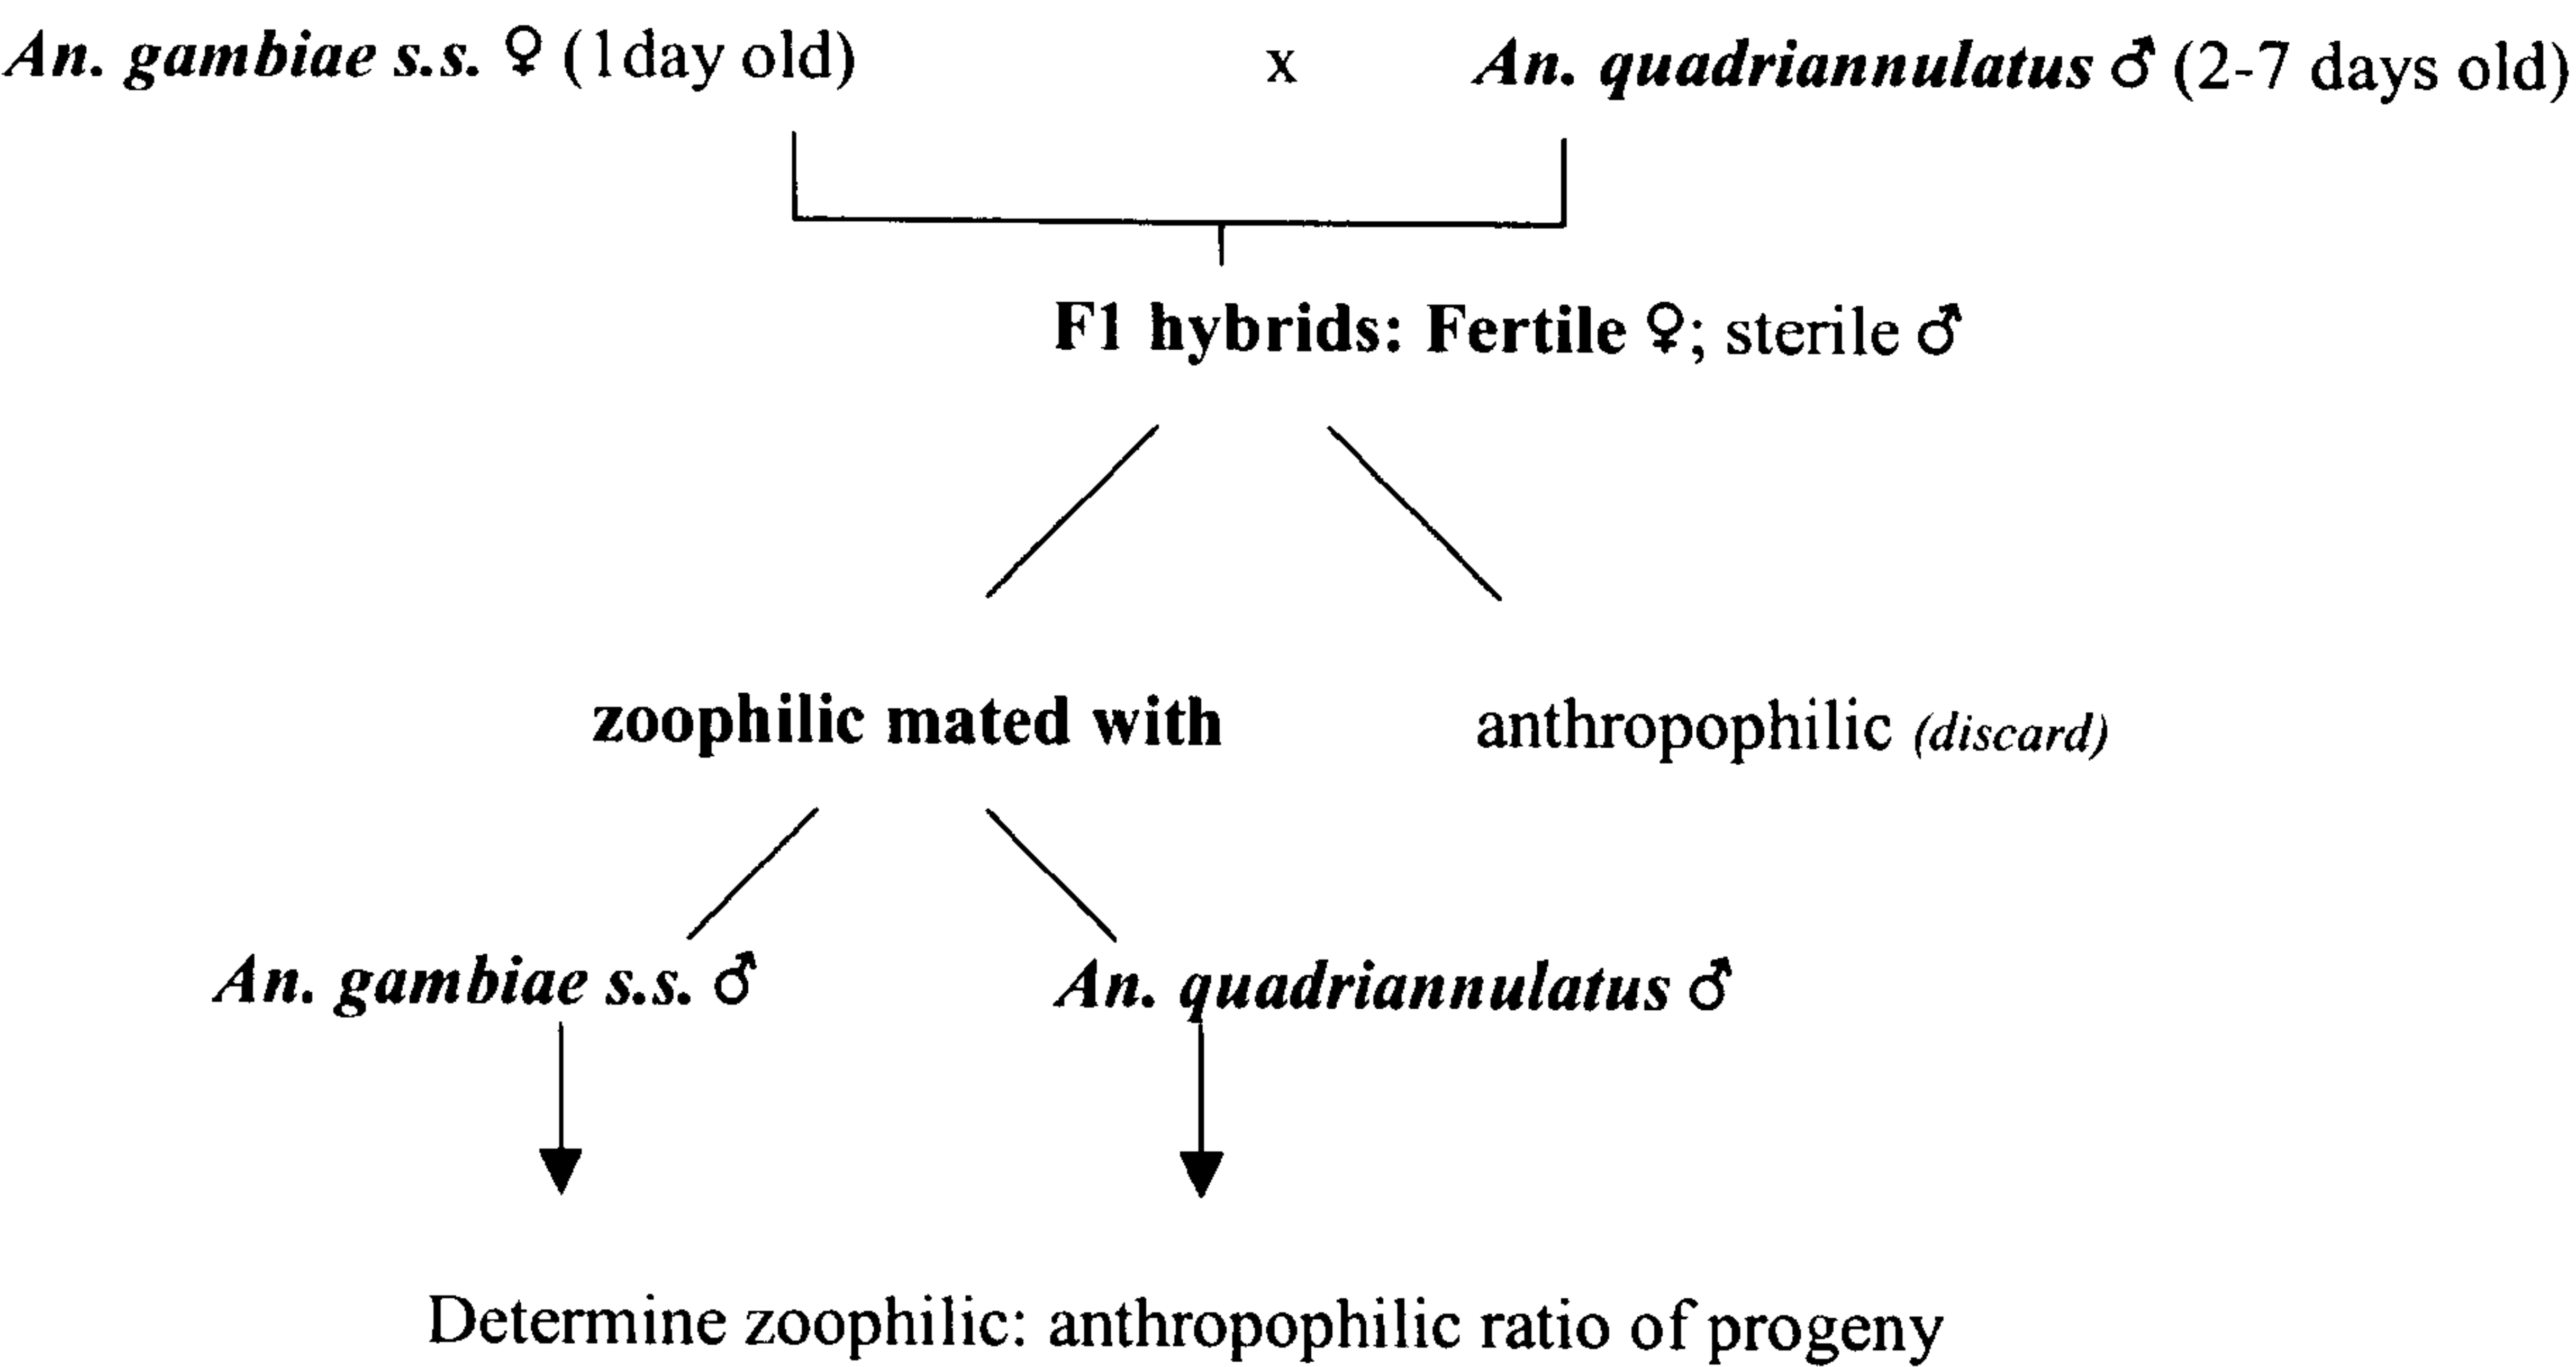 An. gambiae s.s. ♀ (1day old) x An. quadriannulatus ♂ (2-7 days old)
F1 hybrids: Fertile ♀; sterile ♂
zoophilic mated with anthropophilic (discard)
An. gambiae s.s. ♂ An. quadriannulatus ♂
Determine zoophilic: anthropophilic ratio of progeny